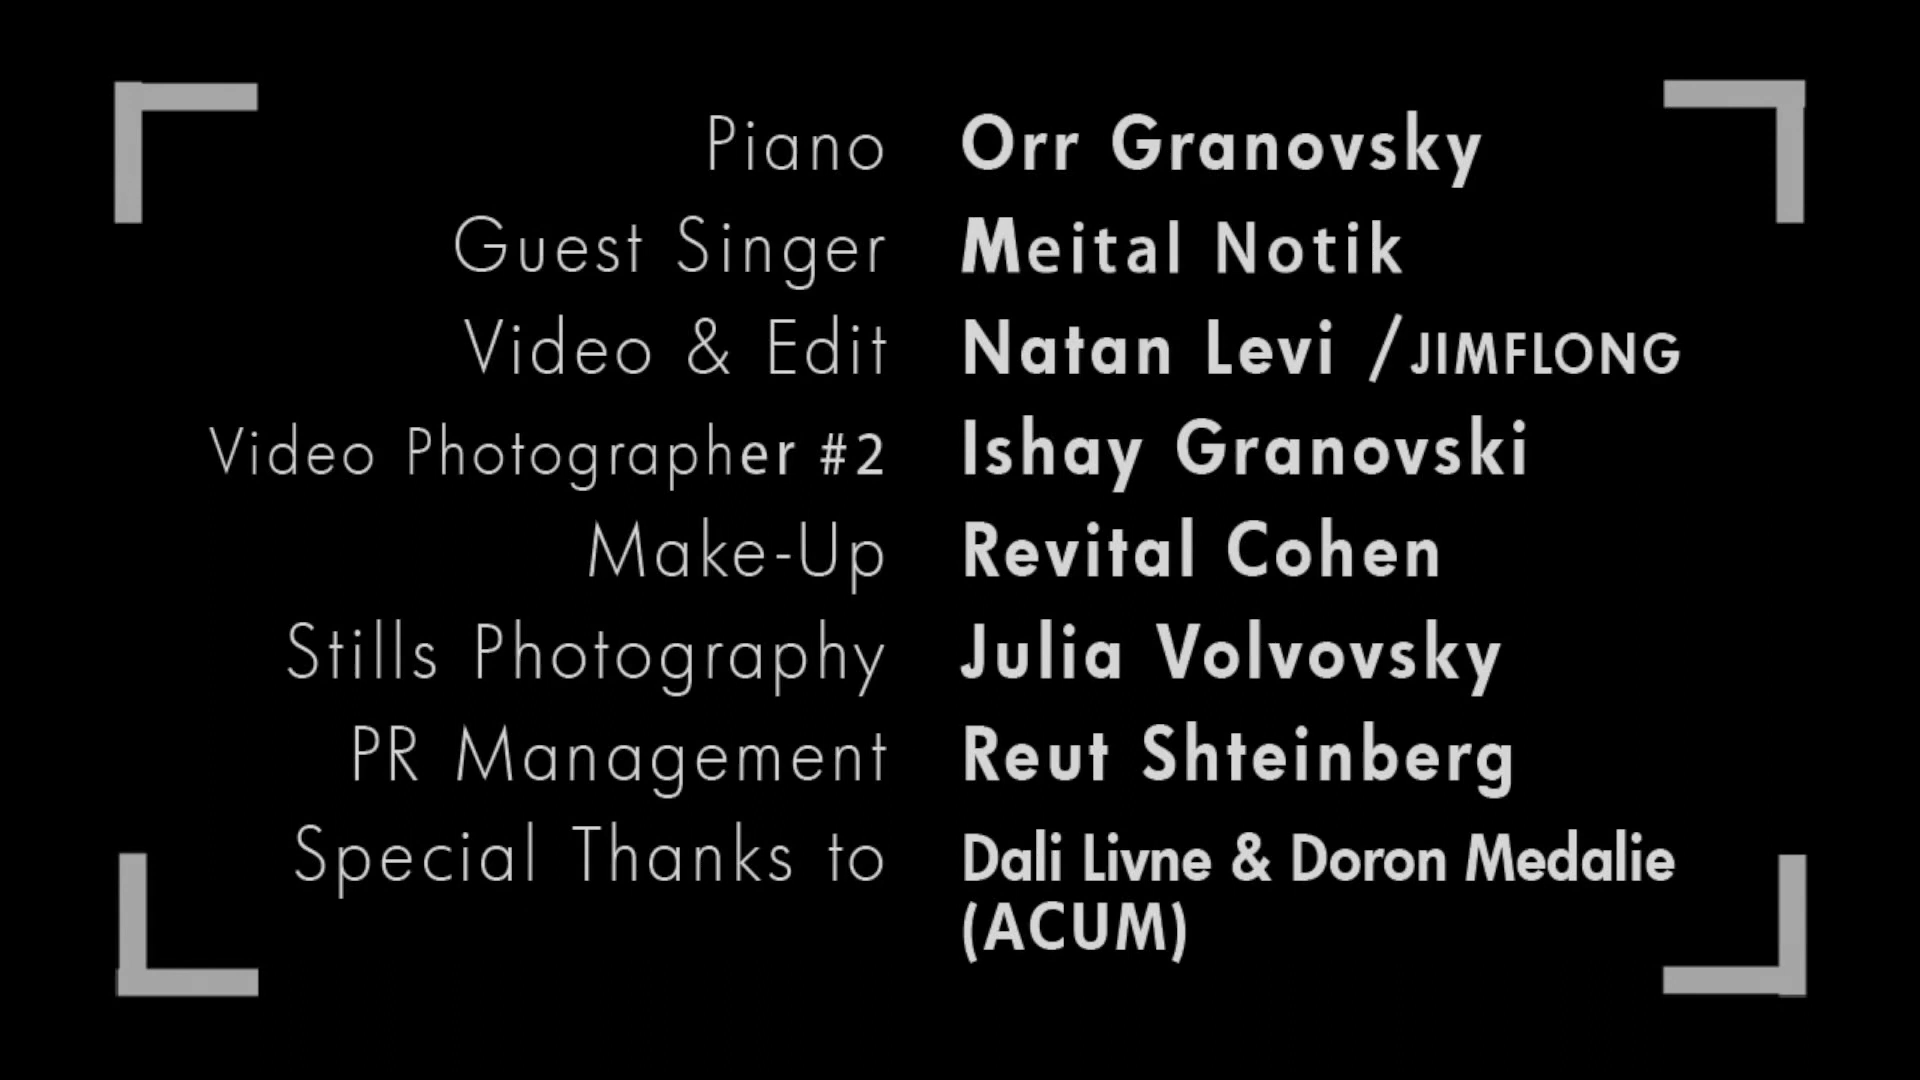 Piano Orr Granovsky
Guest Singer Meital Notik
Video & Edit Natan Levi /JIMFLONG
Video Photographer #2 Ishay Granovski
Make-Up Revital Cohen
Stills Photography Julia Volvovsky
PR Management Reut Shteinberg
Special Thanks to Dali Livne & Doron Medalie
(ACUM)